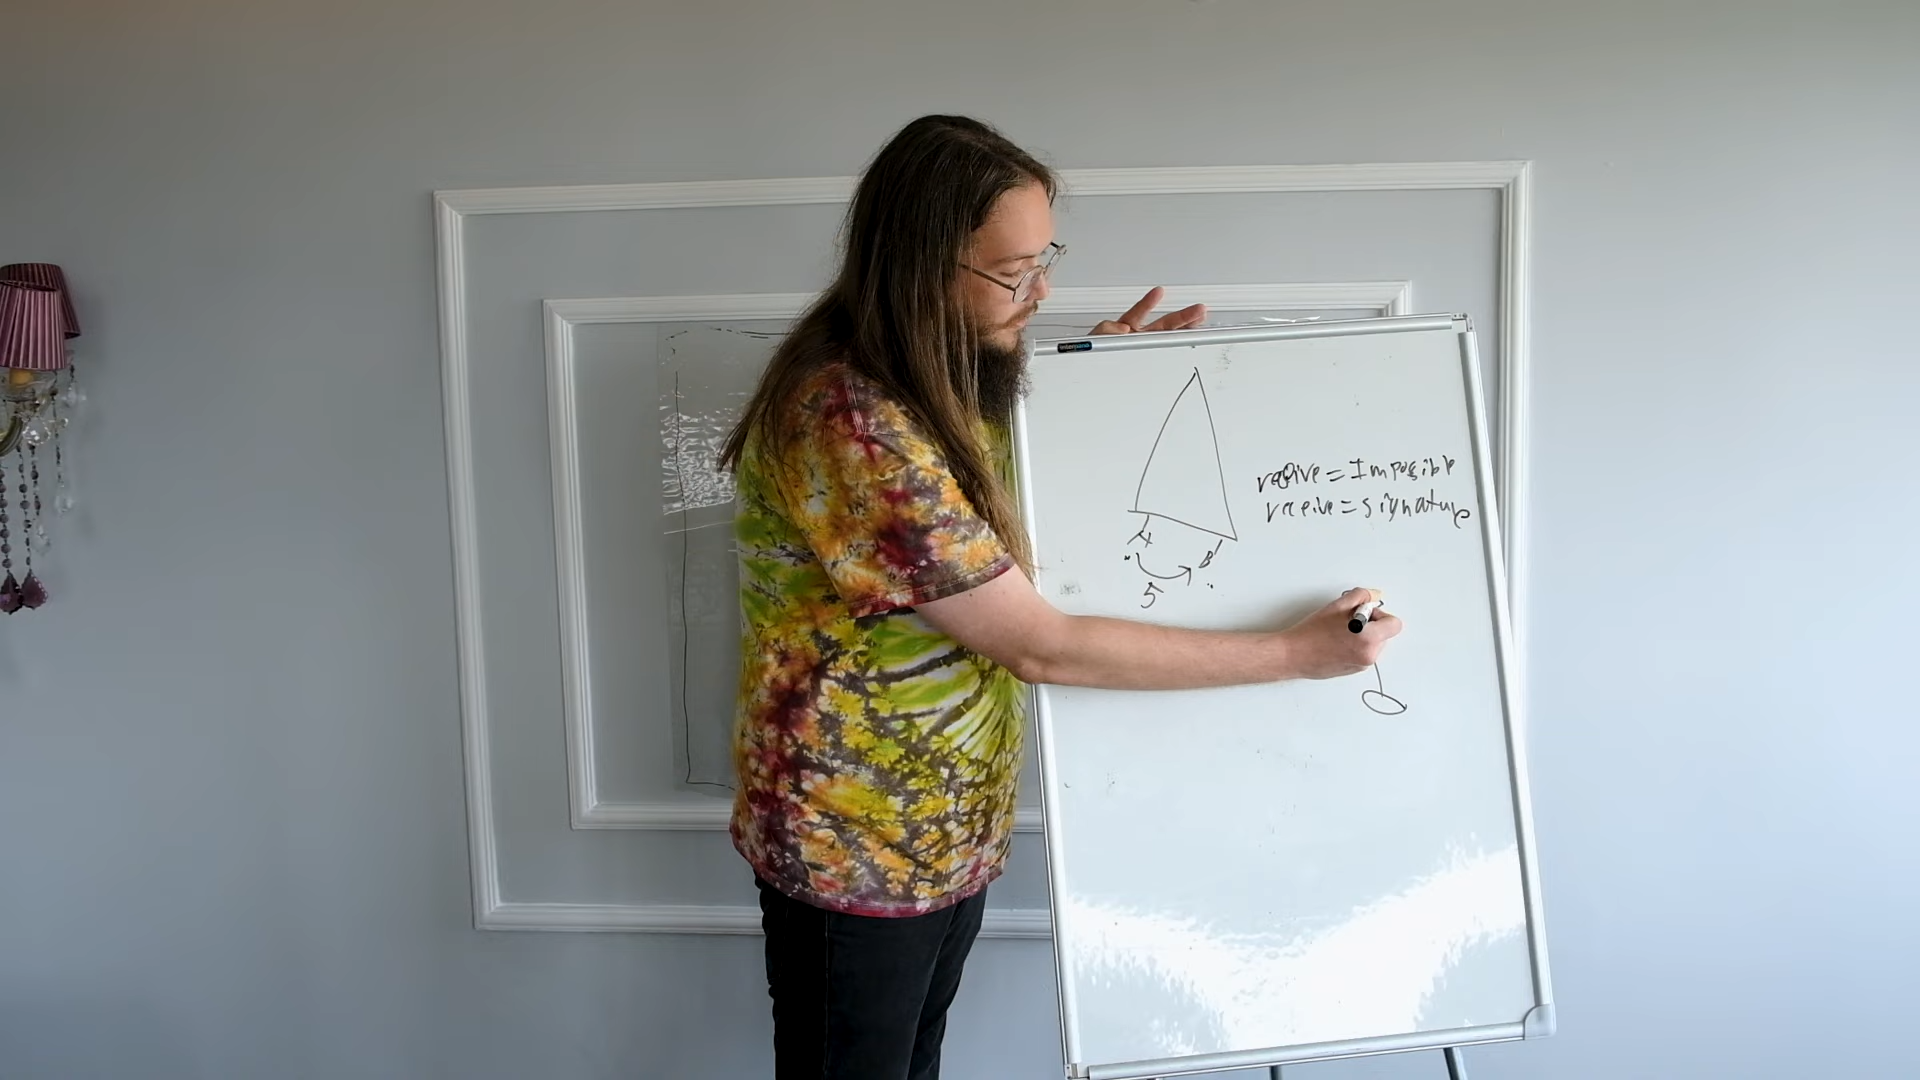 receive = Impossible
receive = signature
A
B
5